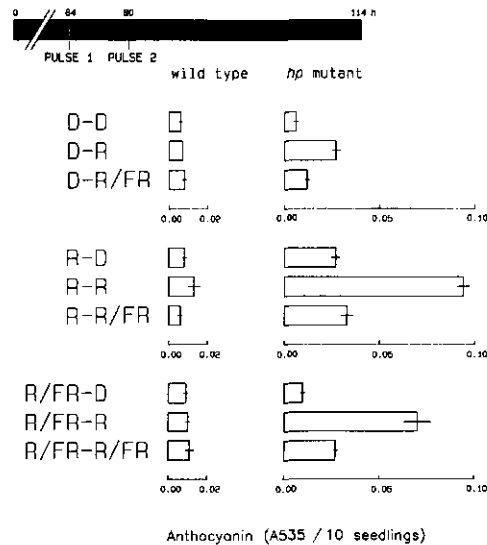 0 64 90 114 h
PULSE 1 PULSE 2
wild type hp mutant
D-D
D-R
D-R/FR
0.00 0.02 0.00 0.05 0.10
R-D
R-R
R-R/FR
0.00 0.02 0.00 0.05 0.10
R/FR-D
R/FR-R
R/FR-R/FR
0.00 0.02 0.00 0.05 0.10
Anthocyanin (A535 / 10 seedlings)